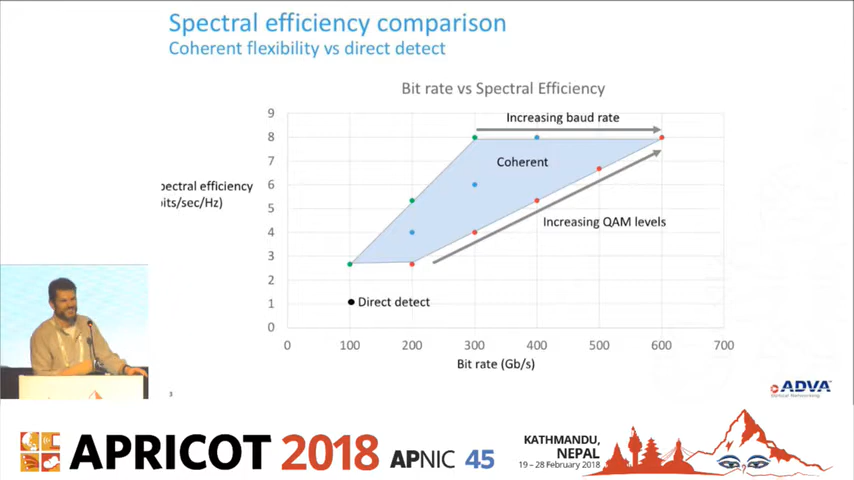 Spectral efficiency comparison
Coherent flexibility vs direct detect
Bit rate vs Spectral Efficiency
9
8
7
6
5
4
3
2
1
0
Increasing baud rate
Coherent
Increasing QAM levels
Direct detect
pectral efficiency
bits/sec/Hz)
0 100 200 300 400 500 600 700
Bit rate (Gb/s)
3
ADVA
Optical Networking
APRICOT 2018 APNIC 45
KATHMANDU,
NEPAL
19 – 28 February 2018